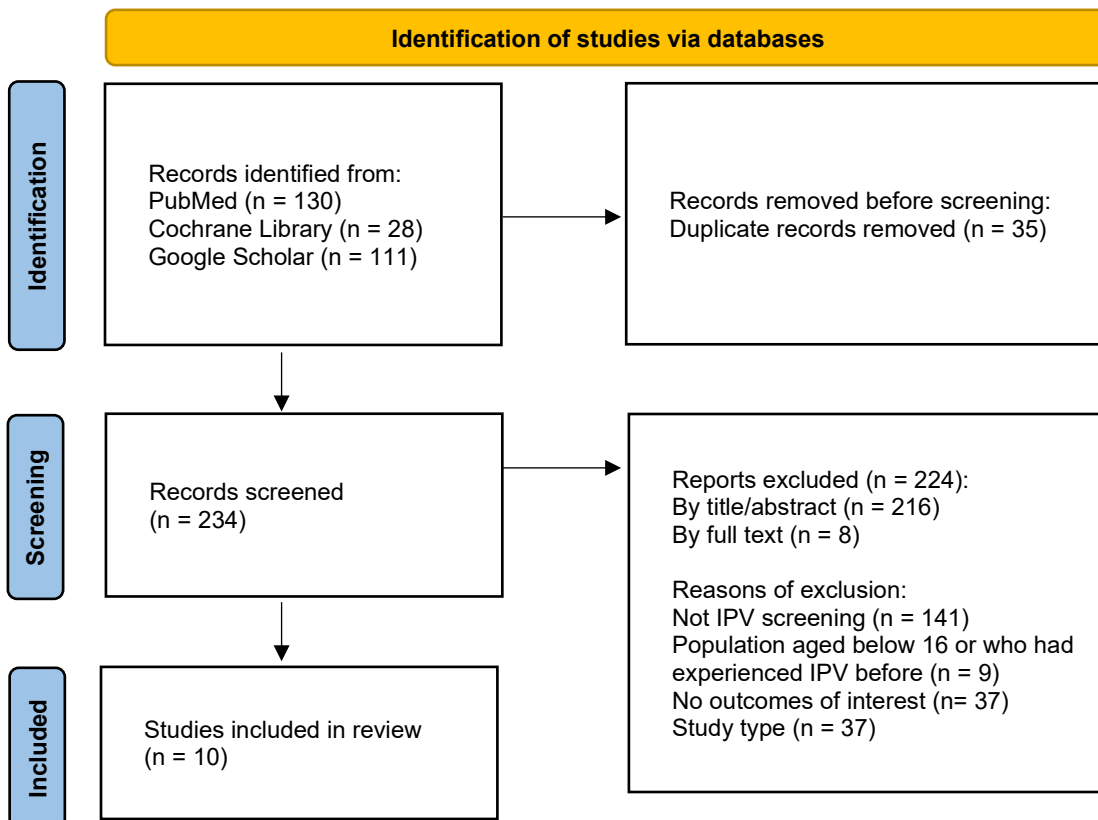 Identification of studies via databases
Identification
Records identified from:
PubMed (n = 130)
Cochrane Library (n = 28)
Google Scholar (n = 111)
Records removed before screening:
Duplicate records removed (n = 35)
Screening
Records screened
(n = 234)
Reports excluded (n = 224):
By title/abstract (n = 216)
By full text (n = 8)
Reasons of exclusion:
Not IPV screening (n = 141)
Population aged below 16 or who had
experienced IPV before (n = 9)
No outcomes of interest (n= 37)
Study type (n = 37)
Included
Studies included in review
(n = 10)